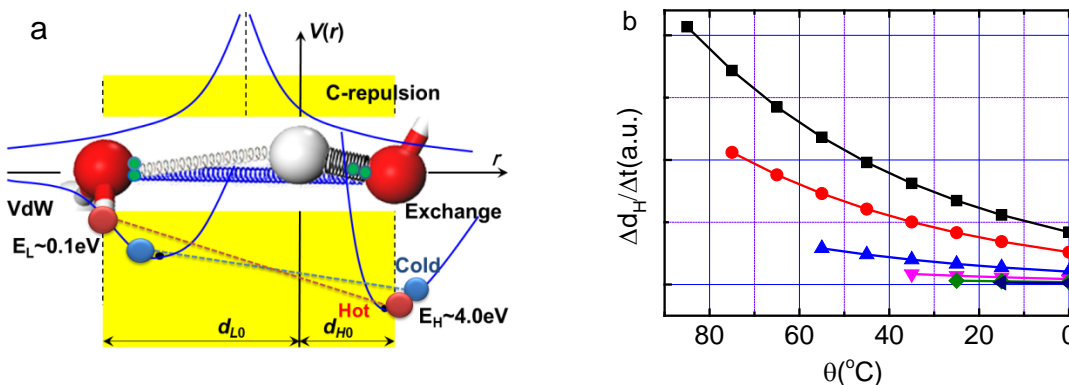 a
V(r)
C-repulsion
r
VdW
Exchange
E_L~0.1eV
Cold
Hot
E_H~4.0eV
d_L0
d_H0
b
Δd_H/Δt(a.u.)
80
60
40
20
0
θ(°C)